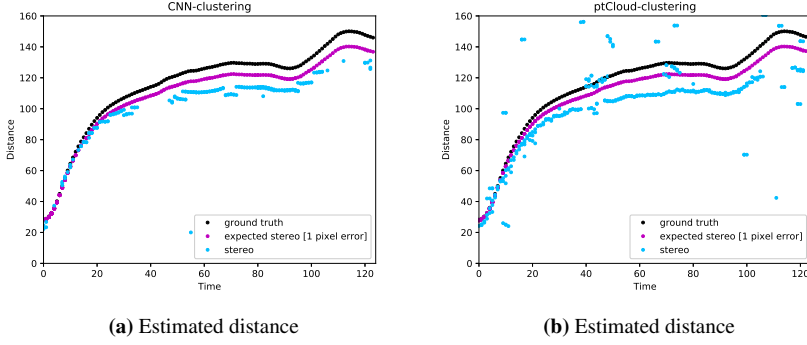 CNN-clustering
160
140
120
100
80
60
40
20
0
Distance
ground truth
expected stereo [1 pixel error]
stereo
0 20 40 60 80 100 120
Time
(a) Estimated distance
ptCloud-clustering
160
140
120
100
80
60
40
20
0
Distance
ground truth
expected stereo [1 pixel error]
stereo
0 20 40 60 80 100 120
Time
(b) Estimated distance